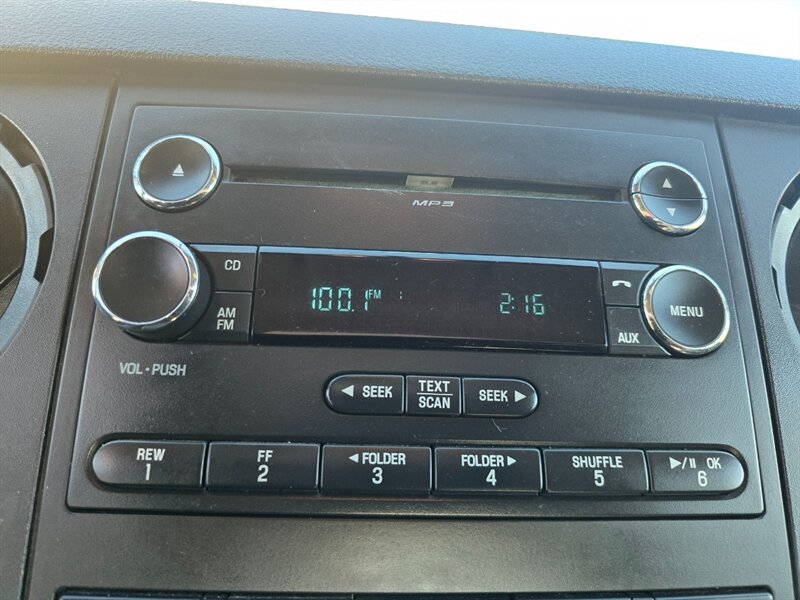 MP3
CD
AM
FM
100.1 FM
2:16
AUX
MENU
VOL • PUSH
◄ SEEK
TEXT
SCAN
SEEK ►
REW
1
FF
2
◄ FOLDER
3
FOLDER ►
4
SHUFFLE
5
►/II OK
6